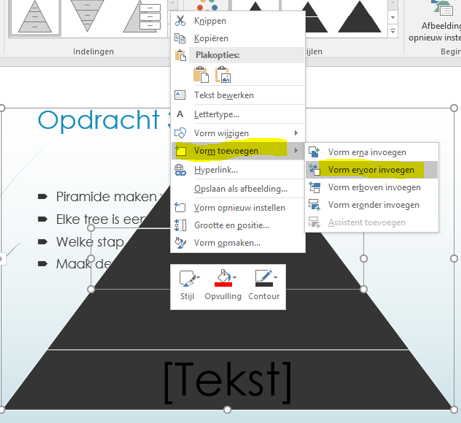 Indelingen
ijlen
Afbeelding
opnieuw inste
Begin
Knippen
Kopiëren
Plakopties:
Tekst bewerken
Lettertype...
Vorm wijzigen
Vorm toevoegen
Hyperlink...
Opslaan als afbeelding...
Vorm opnieuw instellen
Grootte en positie...
Vorm opmaken...
Vorm erna invoegen
Vorm ervoor invoegen
Vorm erboven invoegen
Vorm eronder invoegen
Assistent toevoegen
Stijl Opvulling Contour
Opdracht
Piramide maken
Elke tree is een
Welke stap
Maak de
[Tekst]